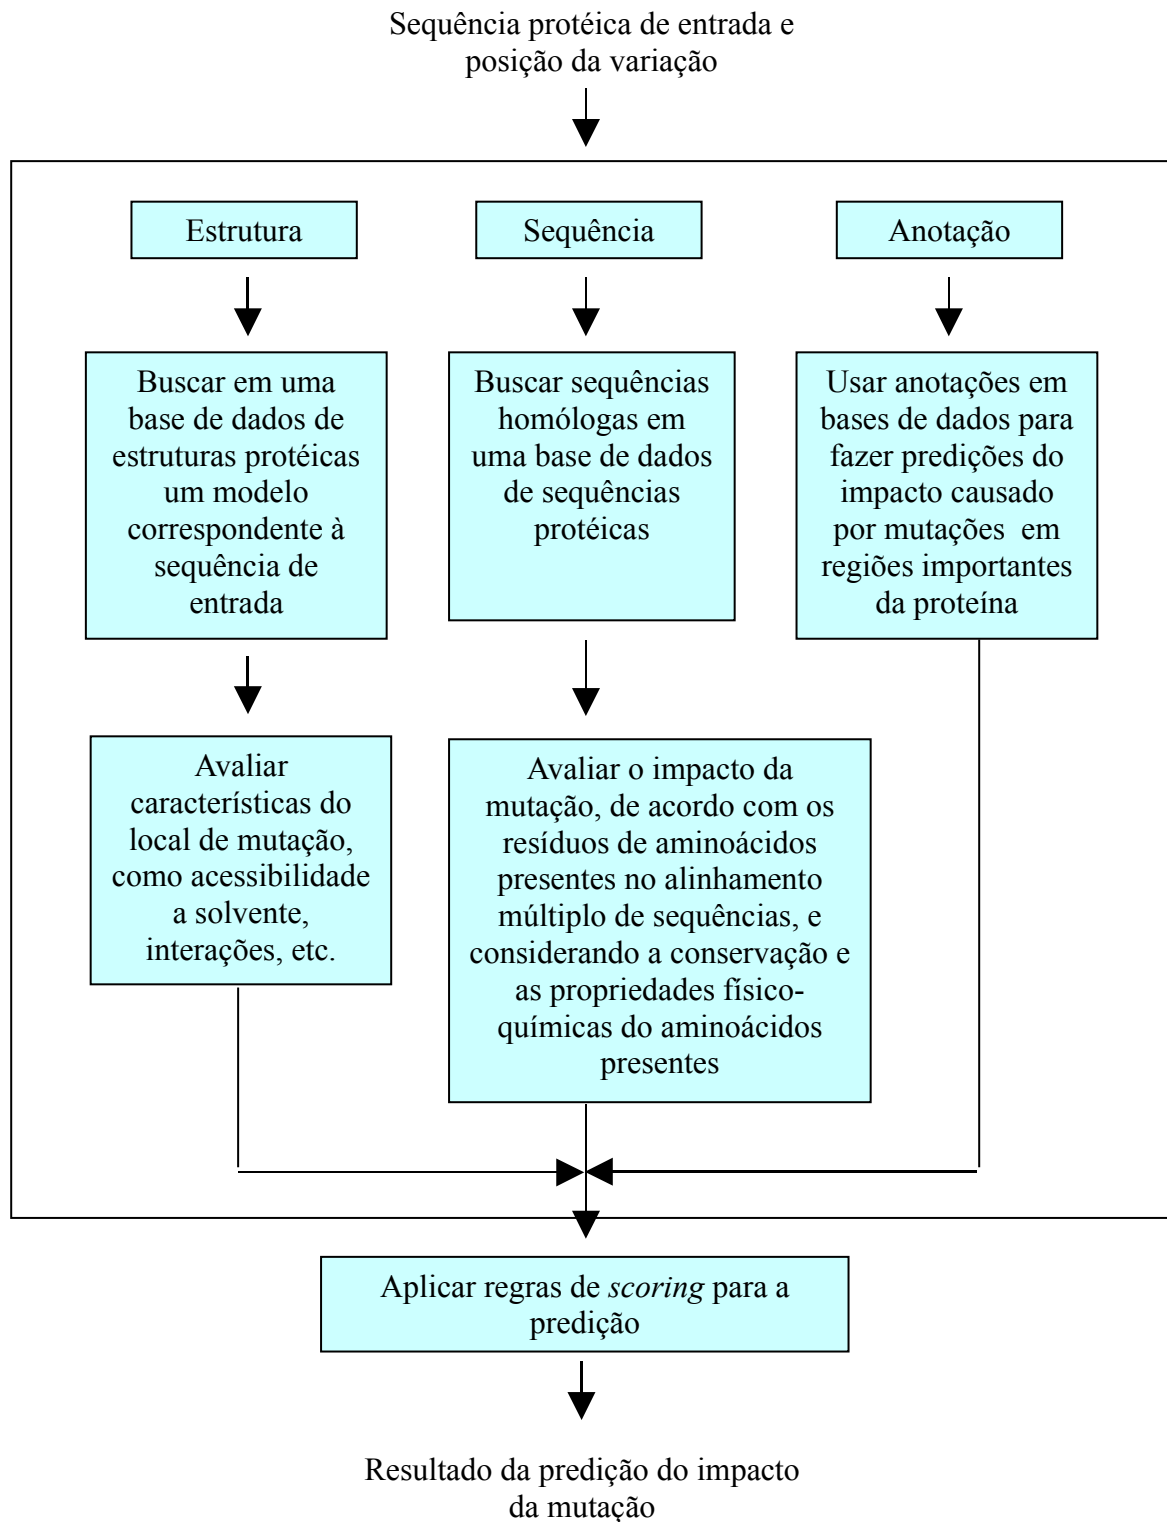 Sequência protéica de entrada e
posição da variação
Estrutura
Sequência
Anotação
Buscar em uma
base de dados de
estruturas protéicas
um modelo
correspondente à
sequência de
entrada
Buscar sequências
homólogas em
uma base de dados
de sequências
protéicas
Usar anotações em
bases de dados para
fazer predições do
impacto causado
por mutações em
regiões importantes
da proteína
Avaliar
características do
local de mutação,
como acessibilidade
a solvente,
interações, etc.
Avaliar o impacto da
mutação, de acordo com os
resíduos de aminoácidos
presentes no alinhamento
múltiplo de sequências, e
considerando a conservação e
as propriedades físico-
químicas do aminoácidos
presentes
Aplicar regras de scoring para a
predição
Resultado da predição do impacto
da mutação